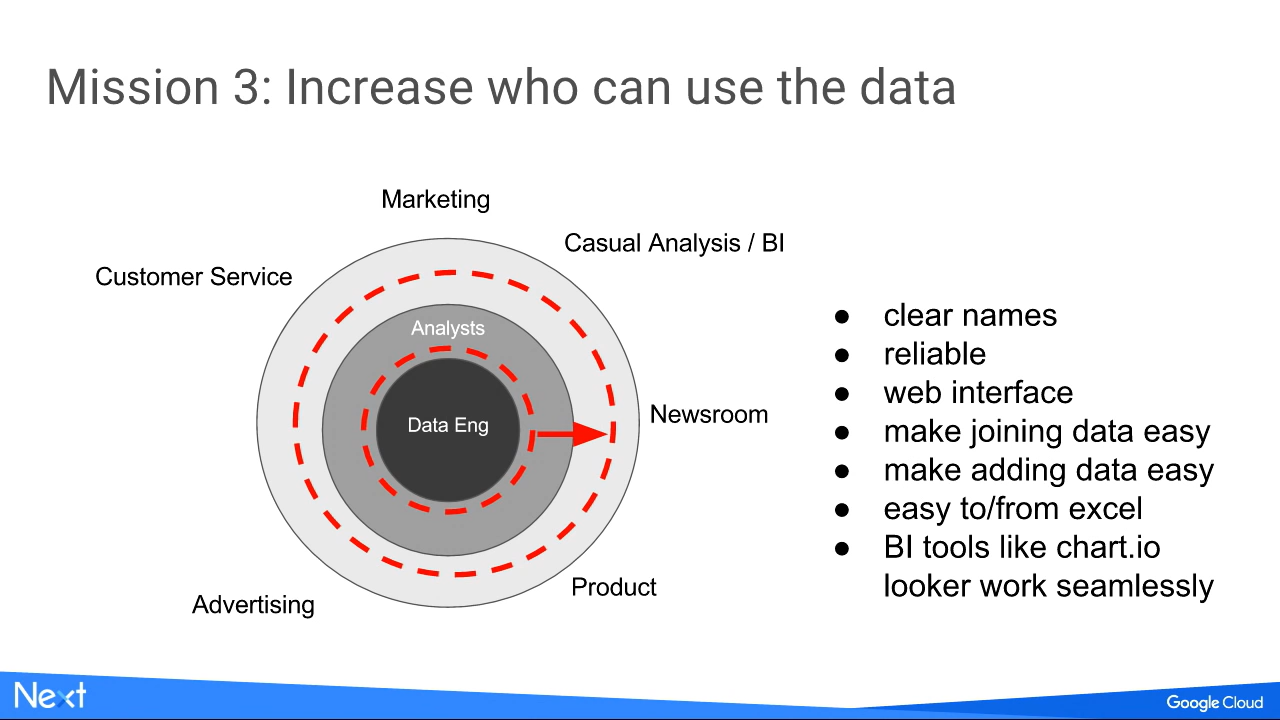 Mission 3: Increase who can use the data
Marketing
Casual Analysis / BI
Customer Service
Analysts
Data Eng
Newsroom
Product
Advertising
● clear names
● reliable
● web interface
● make joining data easy
● make adding data easy
● easy to/from excel
● BI tools like chart.io
looker work seamlessly
Next
Google Cloud